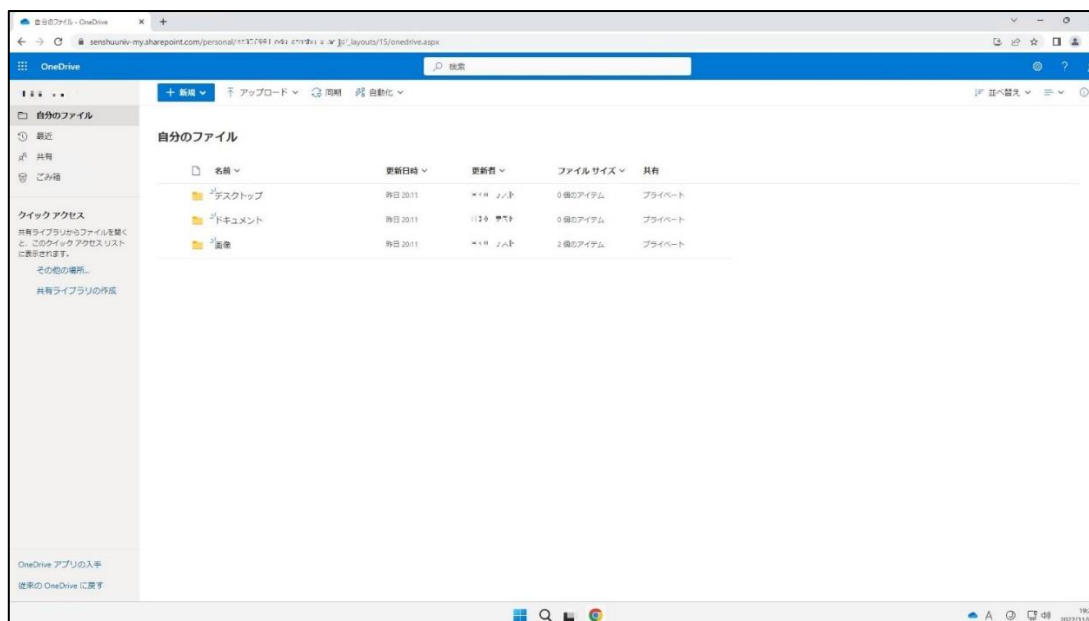 自分のファイル - OneDrive
senshuuniv-my.sharepoint.com/personal/ _layouts/15/onedrive.aspx
OneDrive
検索
自分のファイル
最近
共有
ごみ箱
クイック アクセス
共有ライブラリからファイルを開く
と、このクイック アクセス リスト
に表示されます。
その他の場所...
共有ライブラリの作成
OneDrive アプリの入手
従来の OneDrive に戻す
+ 新規 アップロード 同期 自動化 並べ替え
自分のファイル
名前 更新日時 更新者 ファイル サイズ 共有
デスクトップ 昨日 20:11 0 個のアイテム プライベート
ドキュメント 昨日 20:11 0 個のアイテム プライベート
画像 昨日 20:11 2 個のアイテム プライベート
A